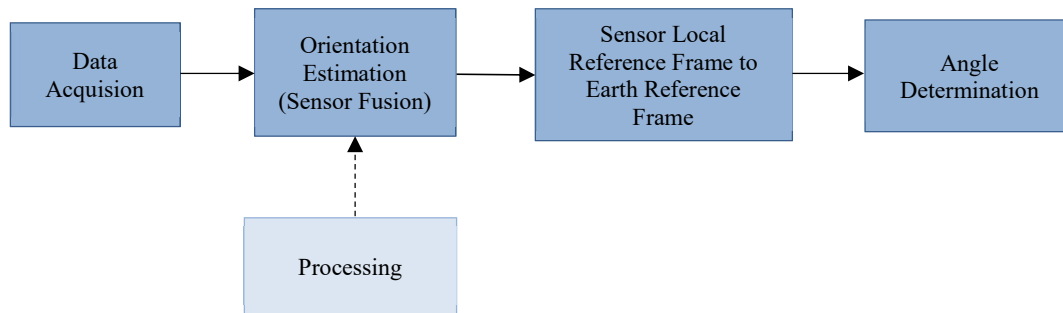 Data
Acquision
Orientation
Estimation
(Sensor Fusion)
Sensor Local
Reference Frame to
Earth Reference
Frame
Angle
Determination
Processing